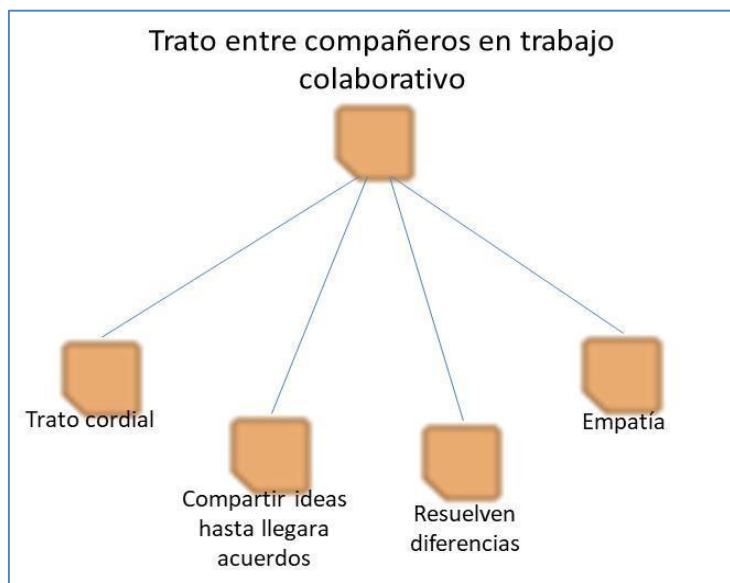 Trato entre compañeros en trabajo
colaborativo
Trato cordial
Compartir ideas
hasta llegara
acuerdos
Resuelven
diferencias
Empatía